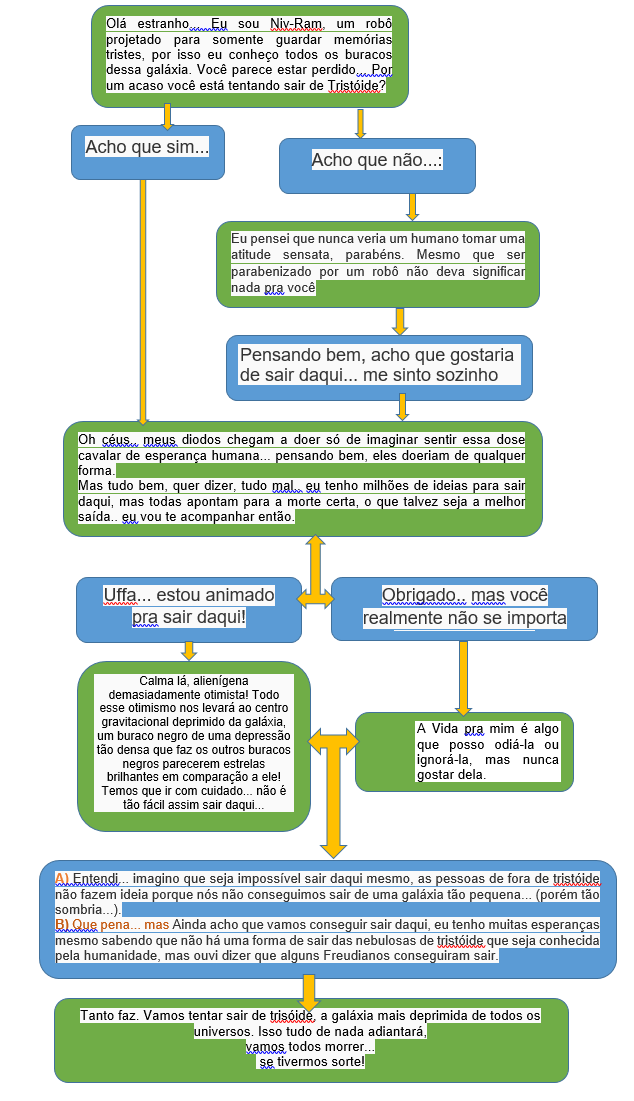 Olá estranho.... Eu sou Niv-Ram, um robô
projetado para somente guardar memórias
tristes, por isso eu conheço todos os buracos
dessa galáxia. Você parece estar perdido.... Por
um acaso você está tentando sair de Tristóide?
Acho que sim...
Acho que não...:
Eu pensei que nunca veria um humano tomar uma
atitude sensata, parabéns. Mesmo que ser
parabenizado por um robô não deva significar
nada pra você
Pensando bem, acho que gostaria
de sair daqui... me sinto sozinho
Oh céus.. meus diodos chegam a doer só de imaginar sentir essa dose
cavalar de esperança humana... pensando bem, eles doeriam de qualquer
forma.
Mas tudo bem, quer dizer, tudo mal.. eu tenho milhões de ideias para sair
daqui, mas todas apontam para a morte certa, o que talvez seja a melhor
saída.. eu vou te acompanhar então.
Uffa... estou animado
pra sair daqui!
Obrigado.. mas você
realmente não se importa
Calma lá, alienígena
demasiadamente otimista! Todo
esse otimismo nos levará ao centro
gravitacional deprimido da galáxia,
um buraco negro de uma depressão
tão densa que faz os outros buracos
negros parecerem estrelas
brilhantes em comparação a ele!
Temos que ir com cuidado... não é
tão fácil assim sair daqui...
A Vida pra mim é algo
que posso odiá-la ou
ignorá-la, mas nunca
gostar dela.
A) Entendi... imagino que seja impossível sair daqui mesmo, as pessoas de fora de tristóide
não fazem ideia porque nós não conseguimos sair de uma galáxia tão pequena... (porém tão
sombria...).
B) Que pena... mas Ainda acho que vamos conseguir sair daqui, eu tenho muitas esperanças
mesmo sabendo que não há uma forma de sair das nebulosas de tristóide que seja conhecida
pela humanidade, mas ouvi dizer que alguns Freudianos conseguiram sair.
Tanto faz. Vamos tentar sair de trisóide, a galáxia mais deprimida de todos os
universos. Isso tudo de nada adiantará,
vamos todos morrer...
se tivermos sorte!